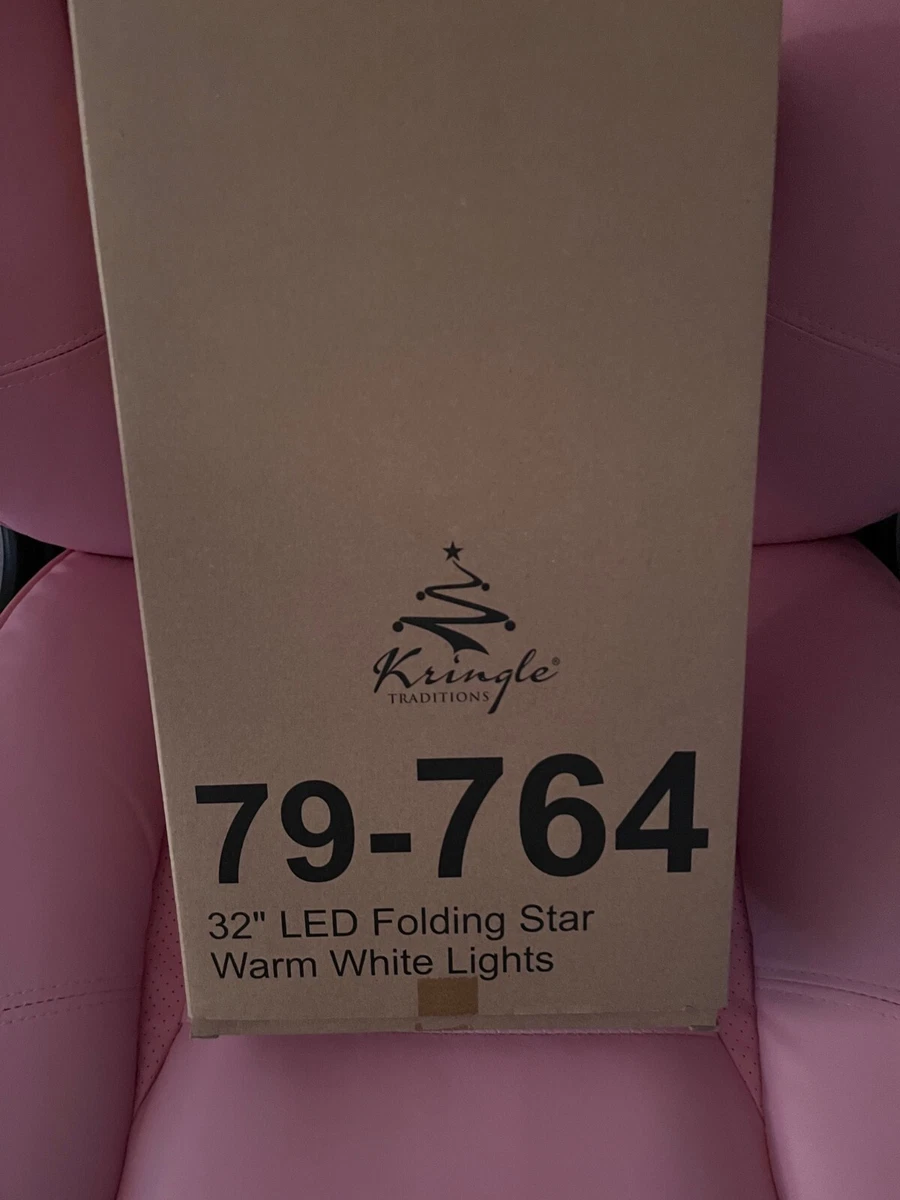 Kringle®
TRADITIONS
79-764
32" LED Folding Star
Warm White Lights